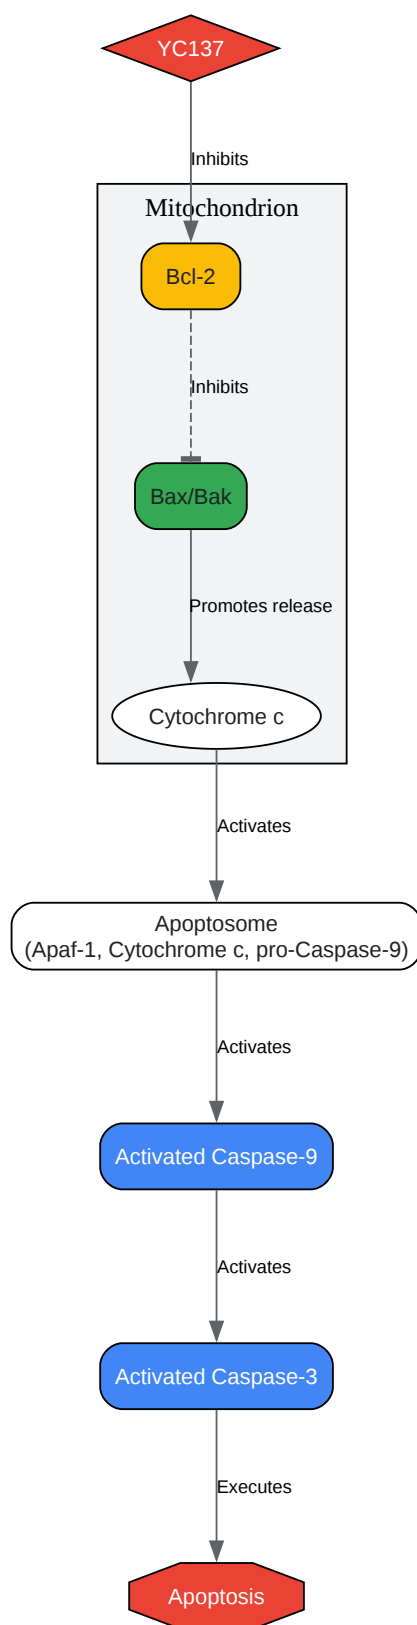 YC137
Inhibits
Mitochondrion
Bcl-2
Inhibits
Bax/Bak
Promotes release
Cytochrome c
Activates
Apoptosome
(Apaf-1, Cytochrome c, pro-Caspase-9)
Activates
Activated Caspase-9
Activates
Activated Caspase-3
Executes
Apoptosis